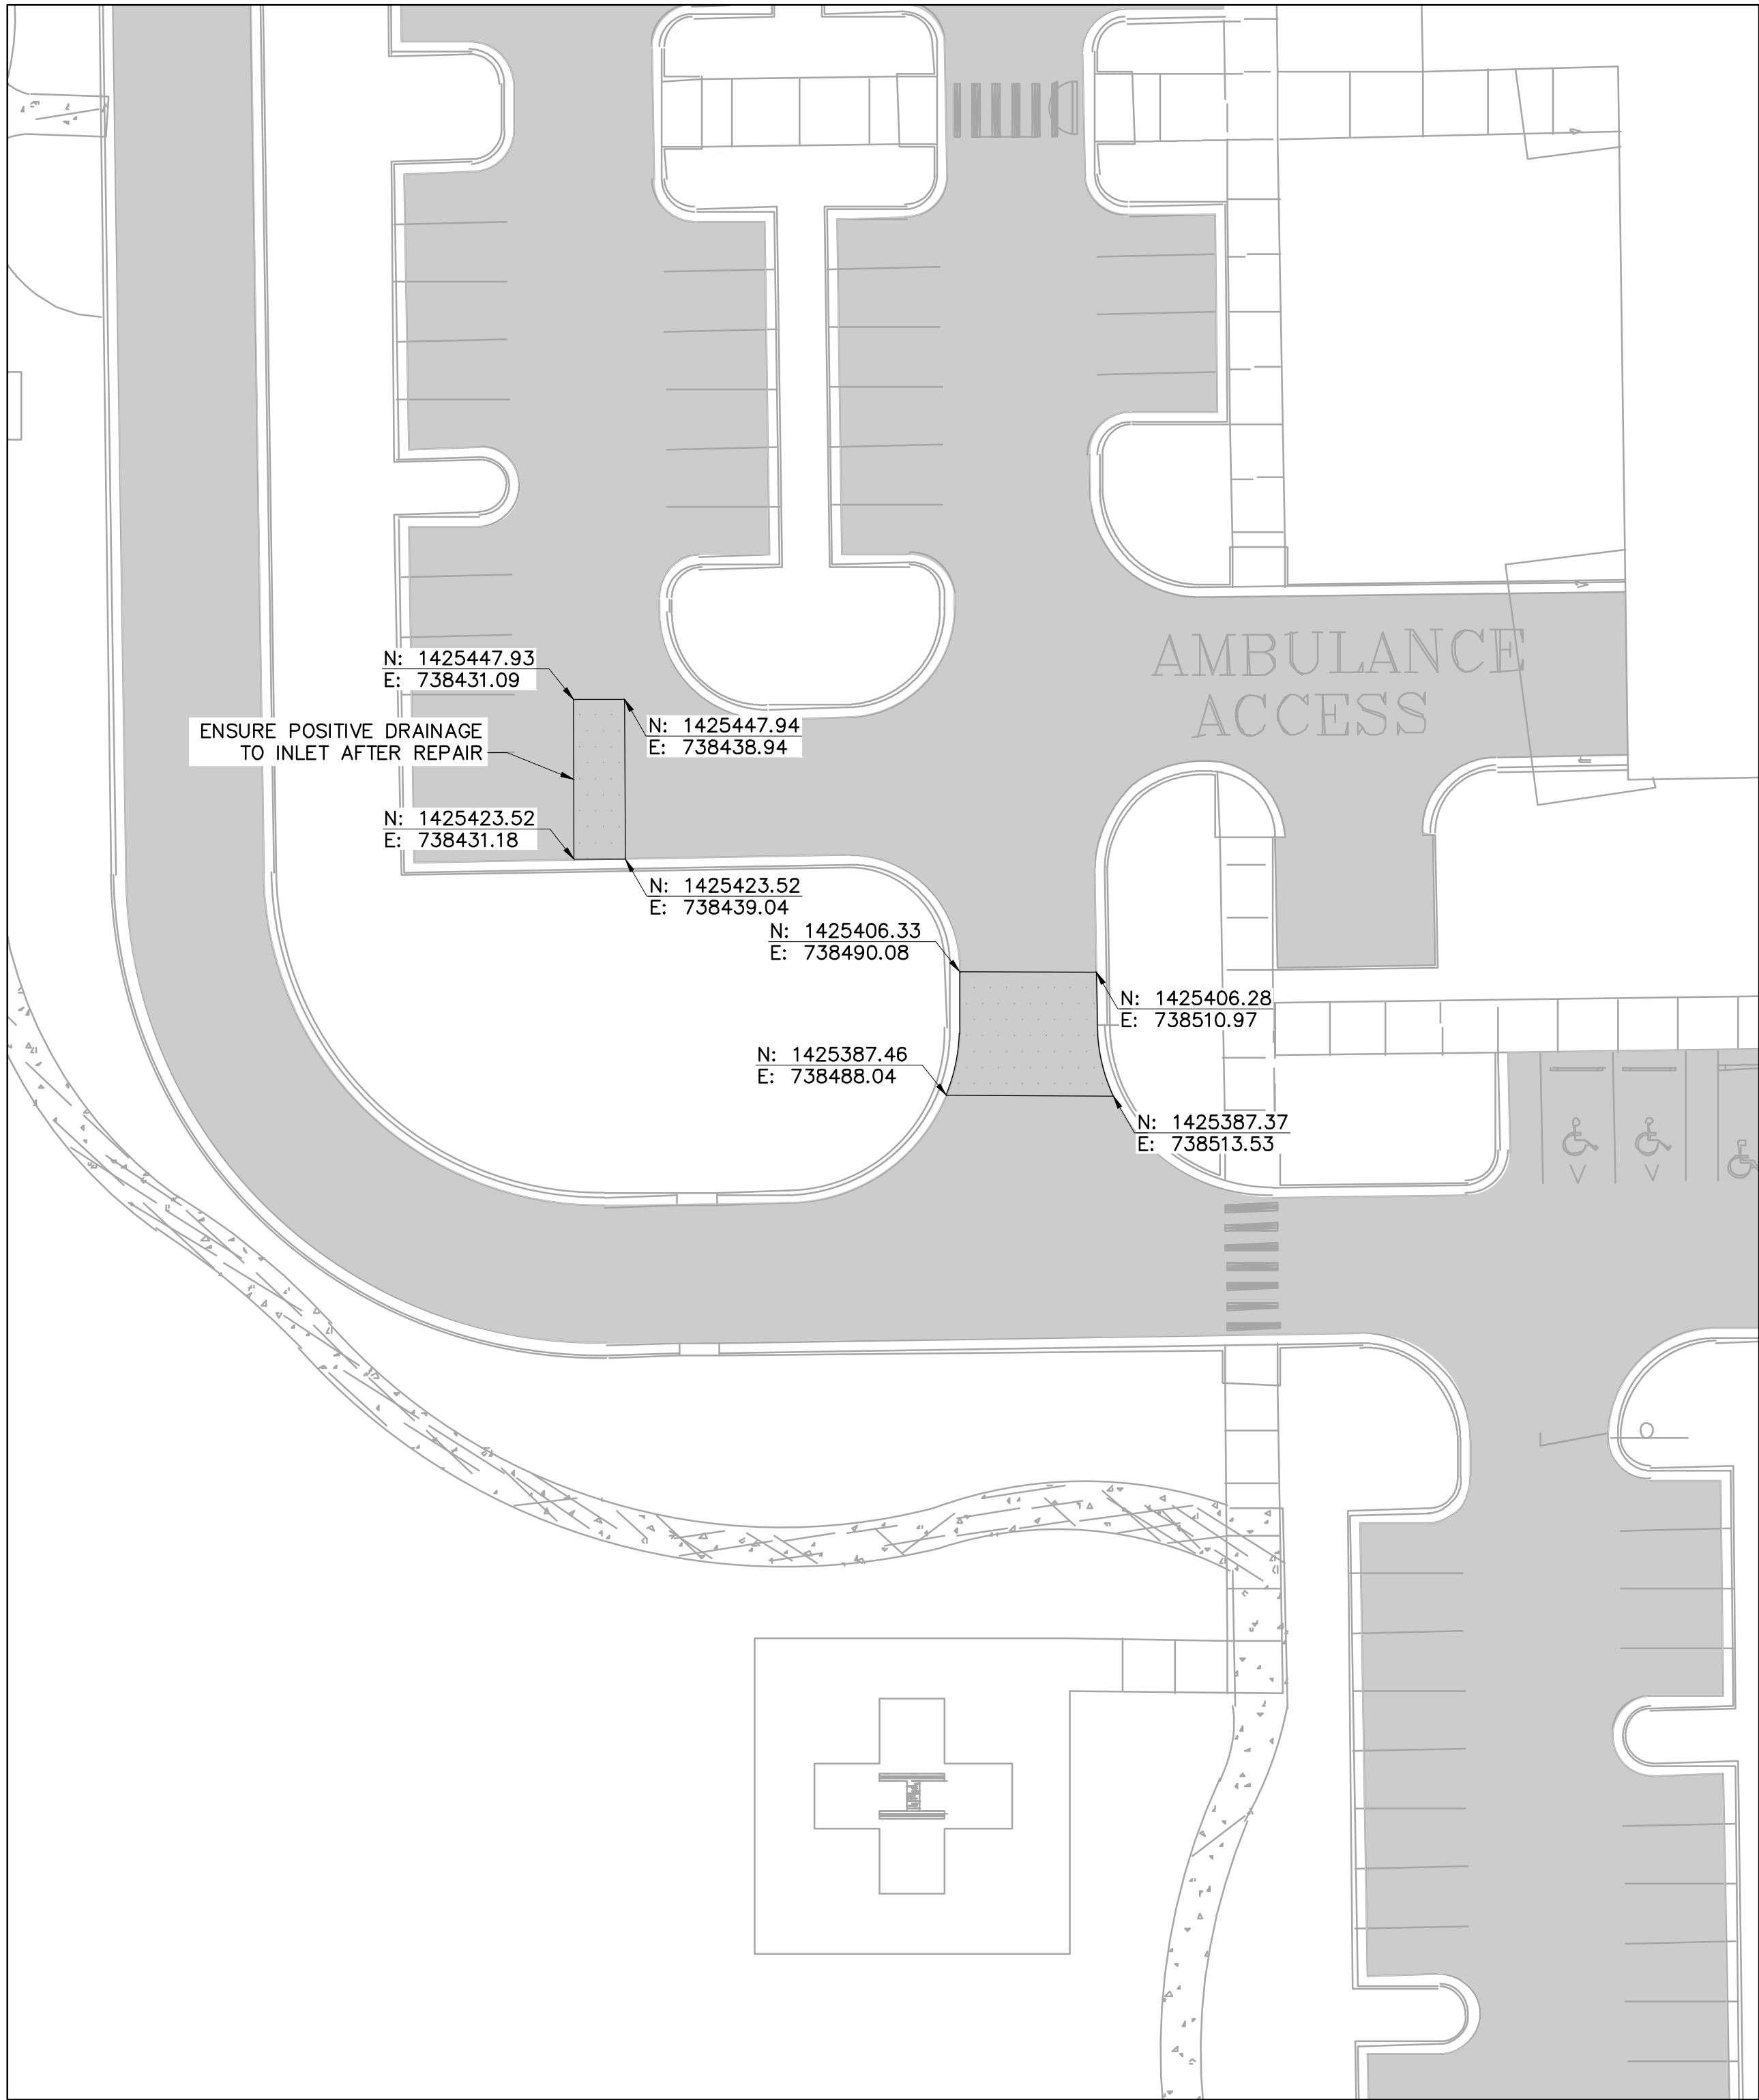 AMBULANCE
ACCESS
N: 1425447.93
E: 738431.09
N: 1425447.94
E: 738438.94
ENSURE POSITIVE DRAINAGE
TO INLET AFTER REPAIR
N: 1425423.52
E: 738431.18
N: 1425423.52
E: 738439.04
N: 1425406.33
E: 738490.08
N: 1425406.28
E: 738510.97
N: 1425387.46
E: 738488.04
N: 1425387.37
E: 738513.53
V V
H